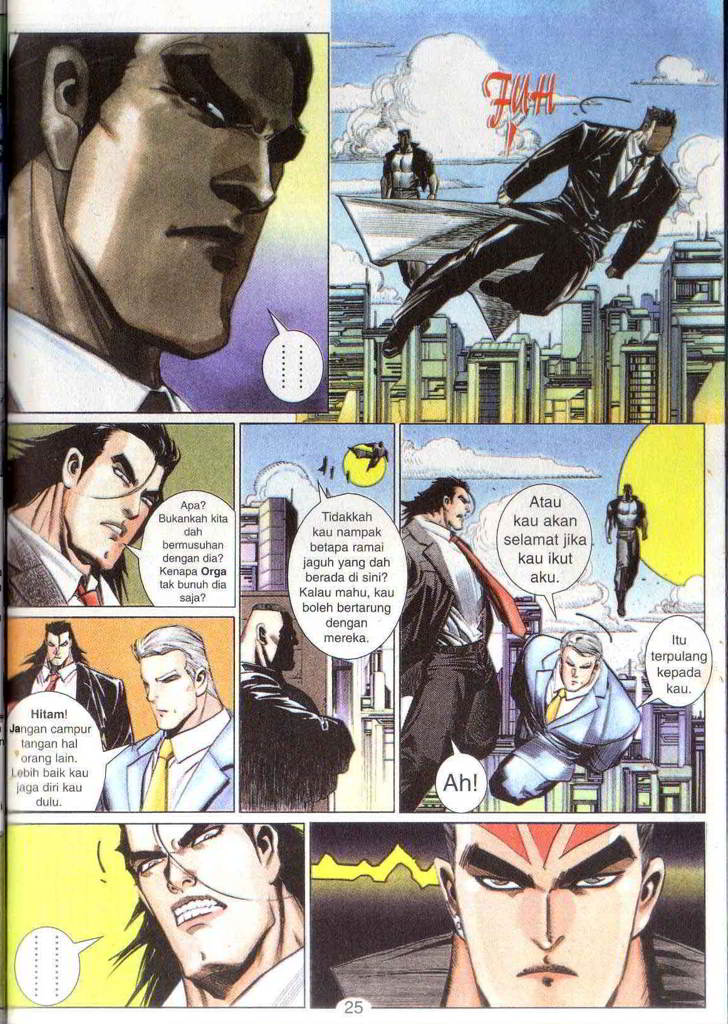 FUH
!
Apa?
Bukankah kita
bermusuhan
dengan dia?
Kenapa Orga
tak bunuh dia
saja?
Hitam!
Jangan campur
tangan hal
orang lain.
Lebih baik kau
jaga diri kau
dulu.
Tidakkah
kau nampak
betapa ramai
jaguh yang dah
berada di sini?
Kalau mahu, kau
boleh bertarung
dengan
mereka.
Atau
kau akan
selamat jika
kau ikut
aku.
Itu
terpulang
kepada
kau.
Ah!
25